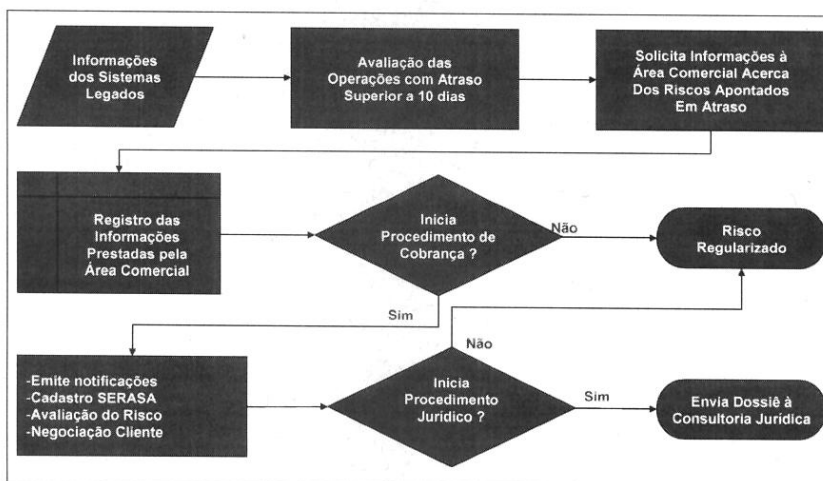 Informações
dos Sistemas
Legados
Avaliação das
Operações com Atraso
Superior a 10 dias
Solicita Informações à
Área Comercial Acerca
Dos Riscos Apontados
Em Atraso
Registro das
Informações
Prestadas pela
Área Comercial
Inicia
Procedimento de
Cobrança ?
Não
Risco
Regularizado
Sim
-Emite notificações
-Cadastro SERASA
-Avaliação do Risco
-Negociação Cliente
Não
Inicia
Procedimento
Jurídico ?
Sim
Envia Dossiê à
Consultoria Jurídica